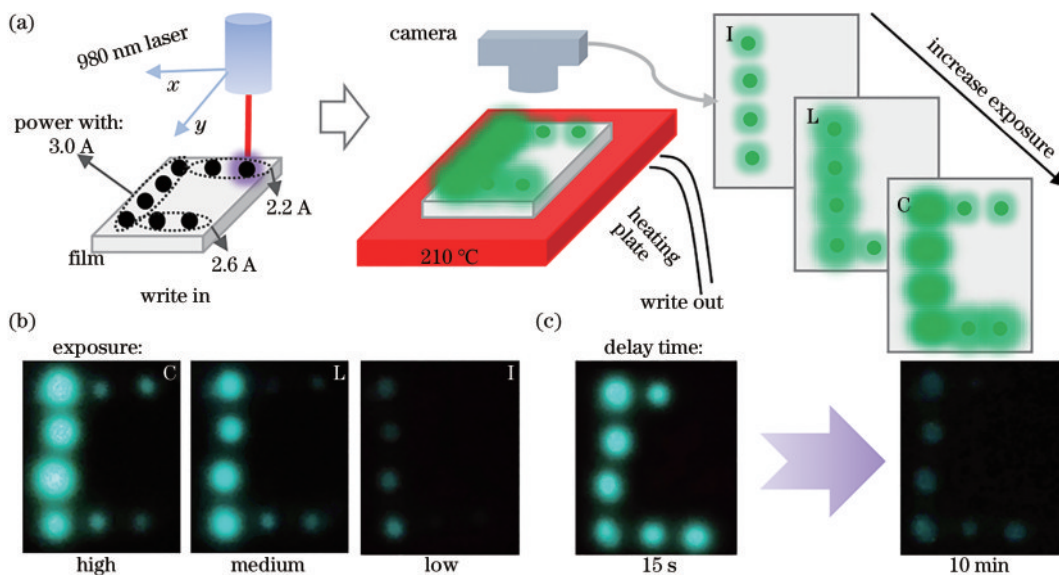 (a)
980 nm laser
x
y
power with:
3.0 A
2.2 A
2.6 A
film
write in
camera
210 ℃
heating
plate
write out
I
L
C
increase exposure
(b)
exposure:
C
L
I
high
medium
low
(c)
delay time:
15 s
10 min